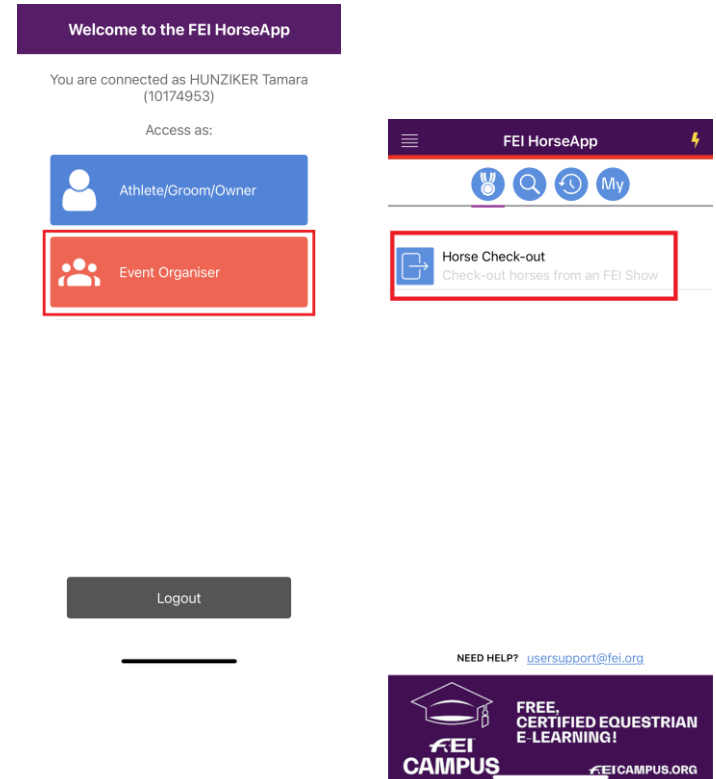 Welcome to the FEI HorseApp
You are connected as HUNZIKER Tamara
(10174953)
Access as:
Athlete/Groom/Owner
Event Organiser
Logout
FEI HorseApp
My
Horse Check-out
Check-out horses from an FEI Show
NEED HELP? usersupport@fei.org
FEI
CAMPUS
FREE,
CERTIFIED EQUESTRIAN
E-LEARNING!
FEICAMPUS.ORG